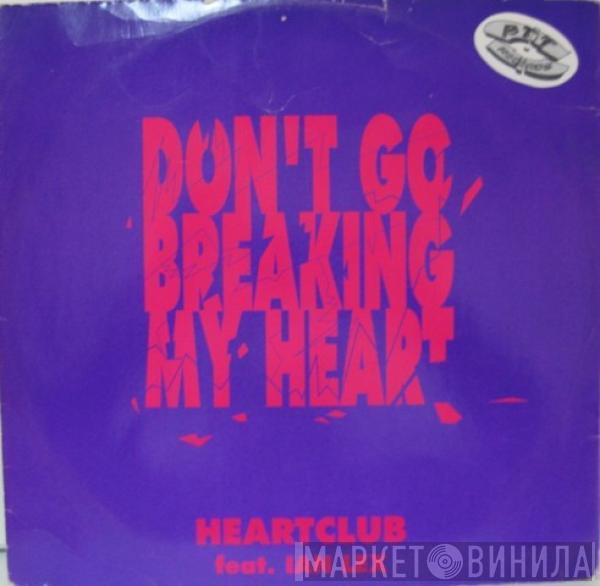 DON'T GO
BREAKING
MY HEART
HEARTCLUB
feat.
МАРКЕТ ВИНИЛА